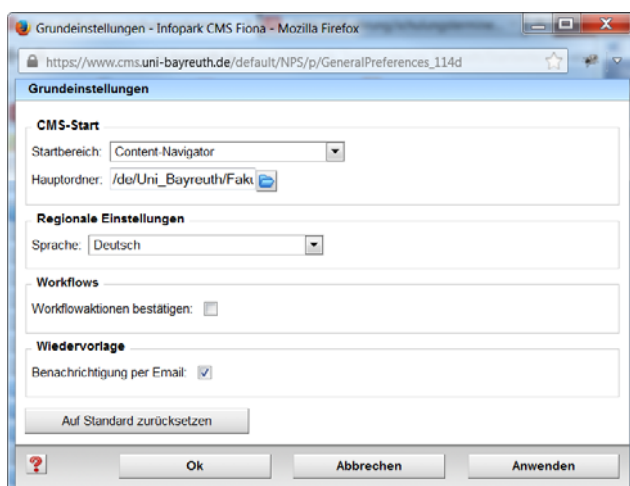 Grundeinstellungen - Infopark CMS Fiona - Mozilla Firefox
https://www.cms.uni-bayreuth.de/default/NPS/p/GeneralPreferences_114d
Grundeinstellungen
CMS-Start
Startbereich: Content-Navigator
Hauptordner: /de/Uni_Bayreuth/Faku
Regionale Einstellungen
Sprache: Deutsch
Workflows
Workflowaktionen bestätigen:
Wiedervorlage
Benachrichtigung per Email:
Auf Standard zurücksetzen
? Ok Abbrechen Anwenden